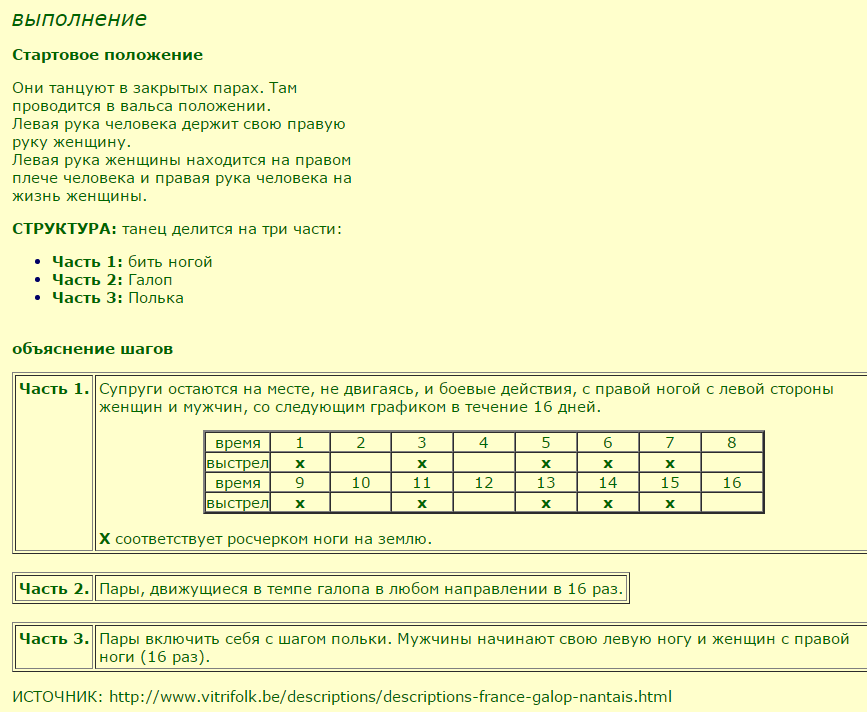 выполнение
Стартовое положение
Они танцуют в закрытых парах. Там
проводится в вальса положении.
Левая рука человека держит свою правую
руку женщину.
Левая рука женщины находится на правом
плече человека и правая рука человека на
жизнь женщины.
СТРУКТУРА: танец делится на три части:
• Часть 1: бить ногой
• Часть 2: Галоп
• Часть 3: Полька
объяснение шагов
Часть 1. Супруги остаются на месте, не двигаясь, и боевые действия, с правой ногой с левой стороны
женщин и мужчин, со следующим графиком в течение 16 дней.
время 1 2 3 4 5 6 7 8
выстрел x x x x x
время 9 10 11 12 13 14 15 16
выстрел x x x x x
X соответствует росчерком ноги на землю.
Часть 2. Пары, движущиеся в темпе галопа в любом направлении в 16 раз.
Часть 3. Пары включить себя с шагом польки. Мужчины начинают свою левую ногу и женщин с правой
ноги (16 раз).
ИСТОЧНИК: http://www.vitrifolk.be/descriptions/descriptions-france-galop-nantais.html